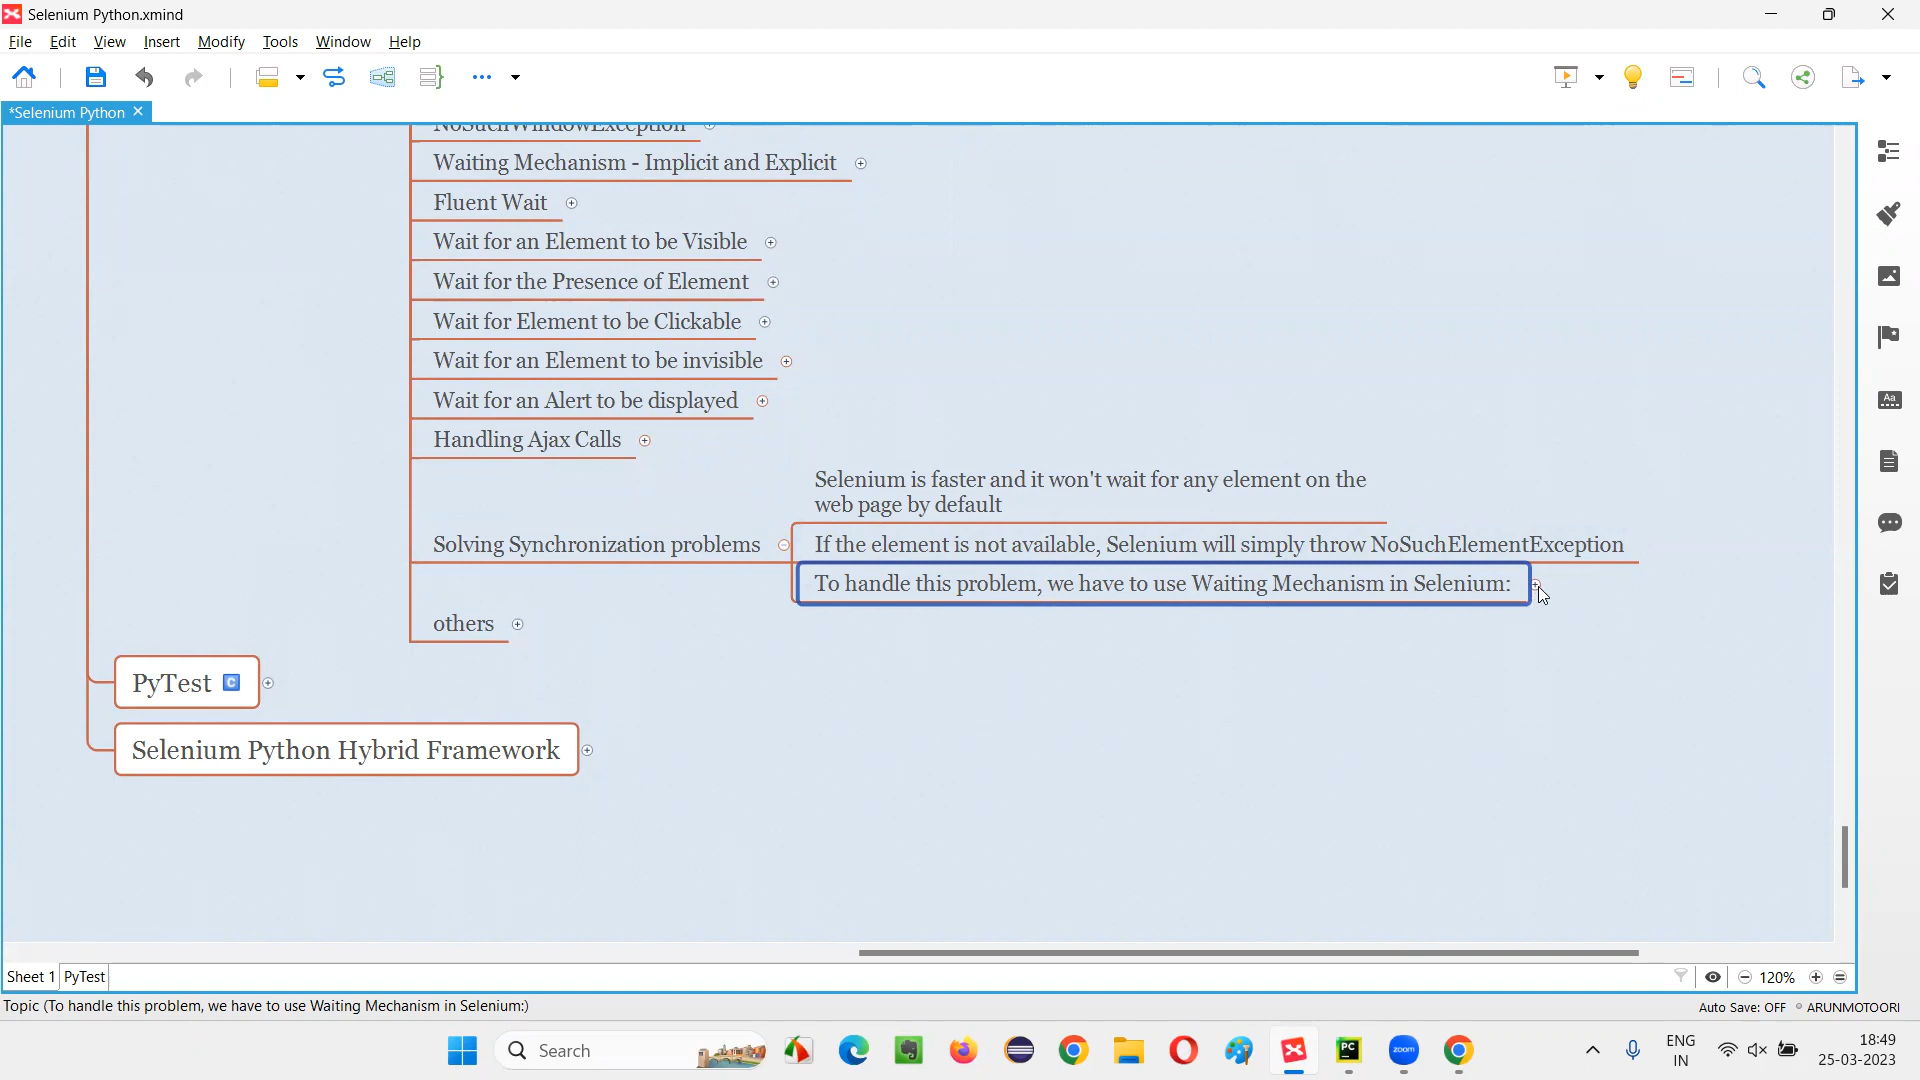 Selenium Python.xmind
File Edit View Insert Modify Tools Window Help
*Selenium Python
NoSuchWindowException
Waiting Mechanism - Implicit and Explicit
Fluent Wait
Wait for an Element to be Visible
Wait for the Presence of Element
Wait for Element to be Clickable
Wait for an Element to be invisible
Wait for an Alert to be displayed
Handling Ajax Calls
Selenium is faster and it won't wait for any element on the
web page by default
Solving Synchronization problems
If the element is not available, Selenium will simply throw NoSuchElementException
To handle this problem, we have to use Waiting Mechanism in Selenium:
others
PyTest C
Selenium Python Hybrid Framework
Aa
Sheet 1 PyTest
120%
Topic (To handle this problem, we have to use Waiting Mechanism in Selenium:)
Auto Save: OFF ARUNMOTOORI
Search
PC
zoom
ENG
IN
18:49
25-03-2023